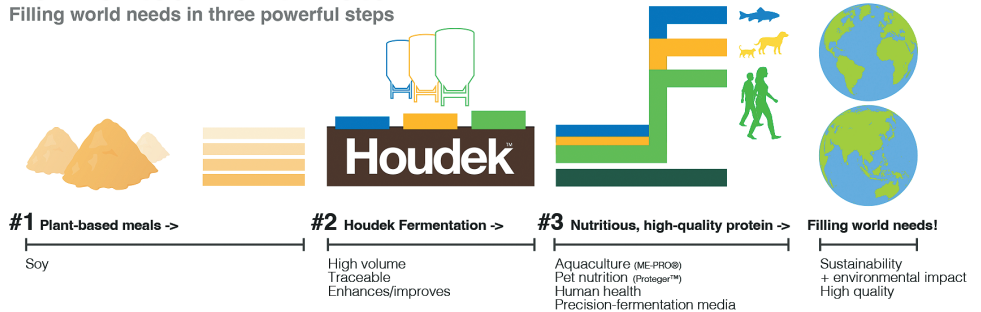 Filling world needs in three powerful steps
Houdek™
#1 Plant-based meals ->
Soy
#2 Houdek Fermentation ->
High volume
Traceable
Enhances/improves
#3 Nutritious, high-quality protein ->
Aquaculture (ME-PRO®)
Pet nutrition (Proteger™)
Human health
Precision-fermentation media
Filling world needs!
Sustainability
+ environmental impact
High quality